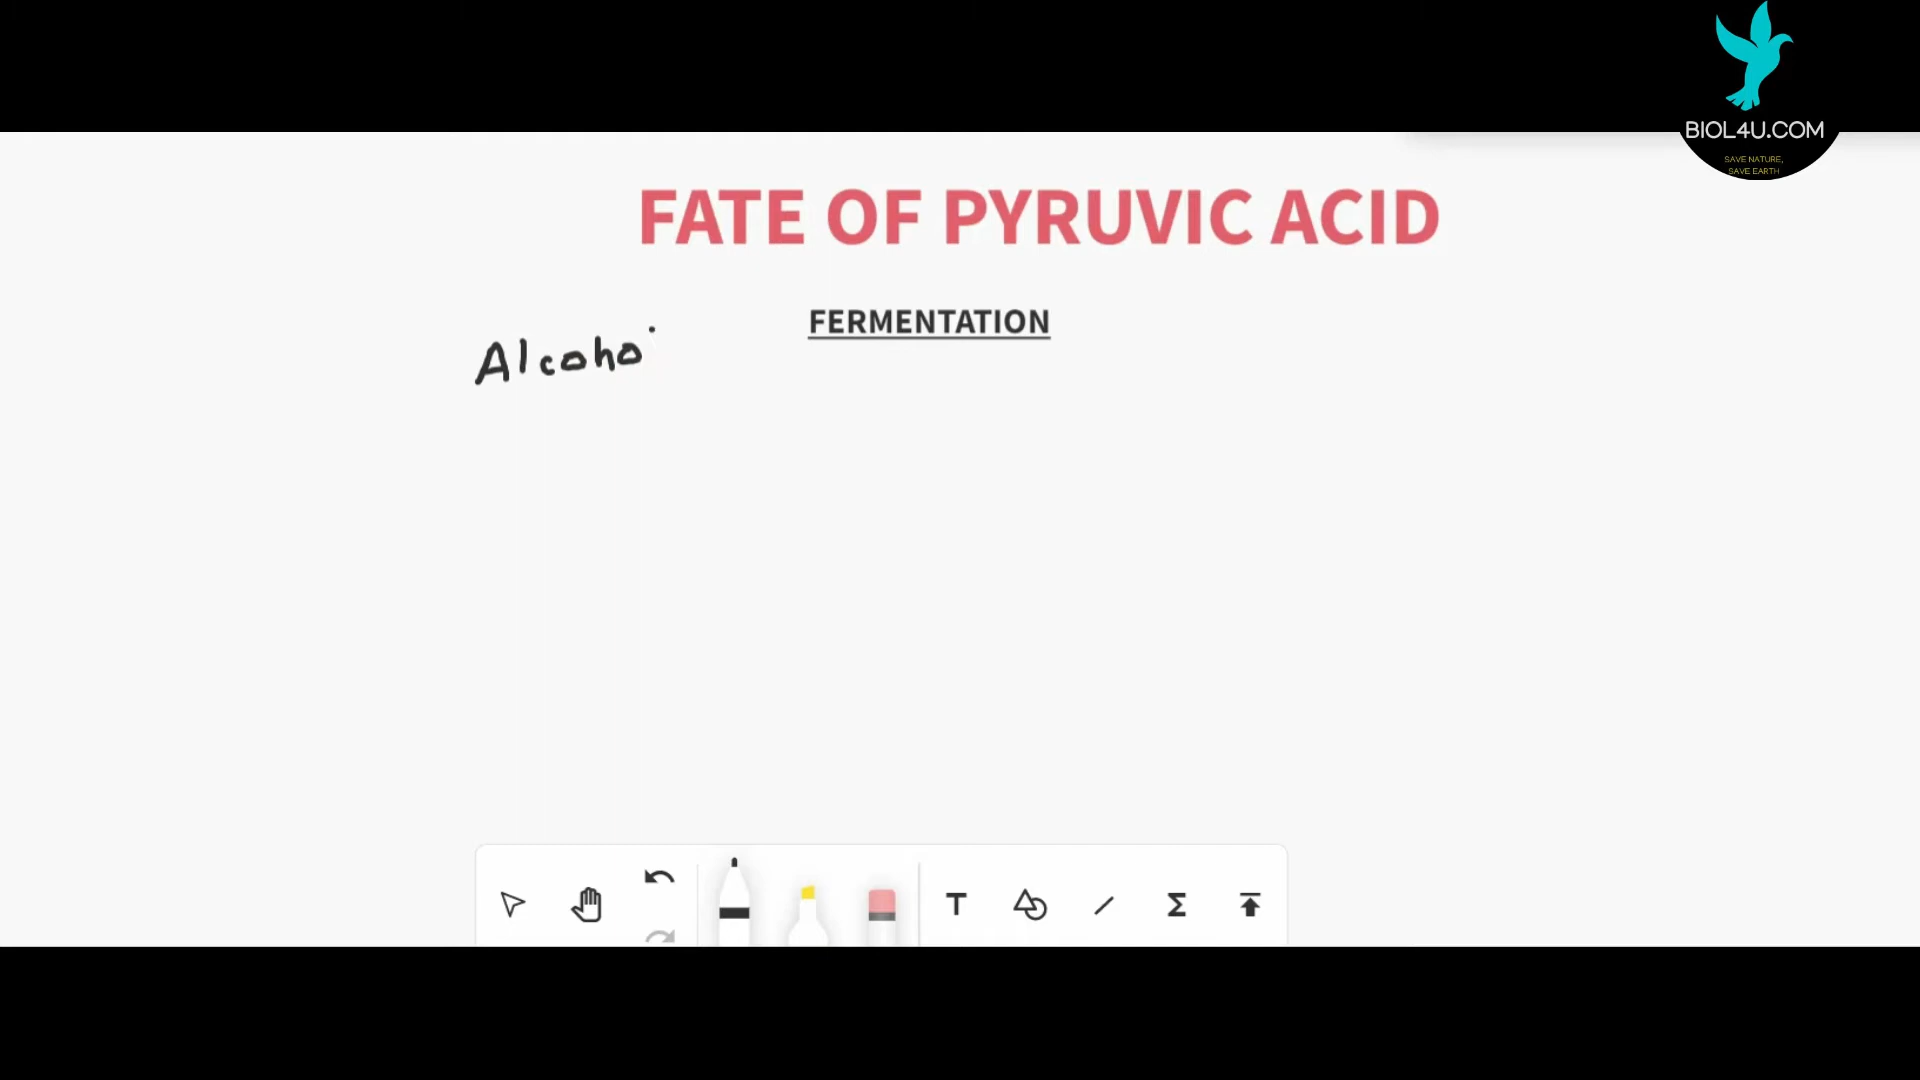 BIOL4U.COM
SAVE NATURE,
SAVE EARTH
FATE OF PYRUVIC ACID
FERMENTATION
Alcoho
T
Σ